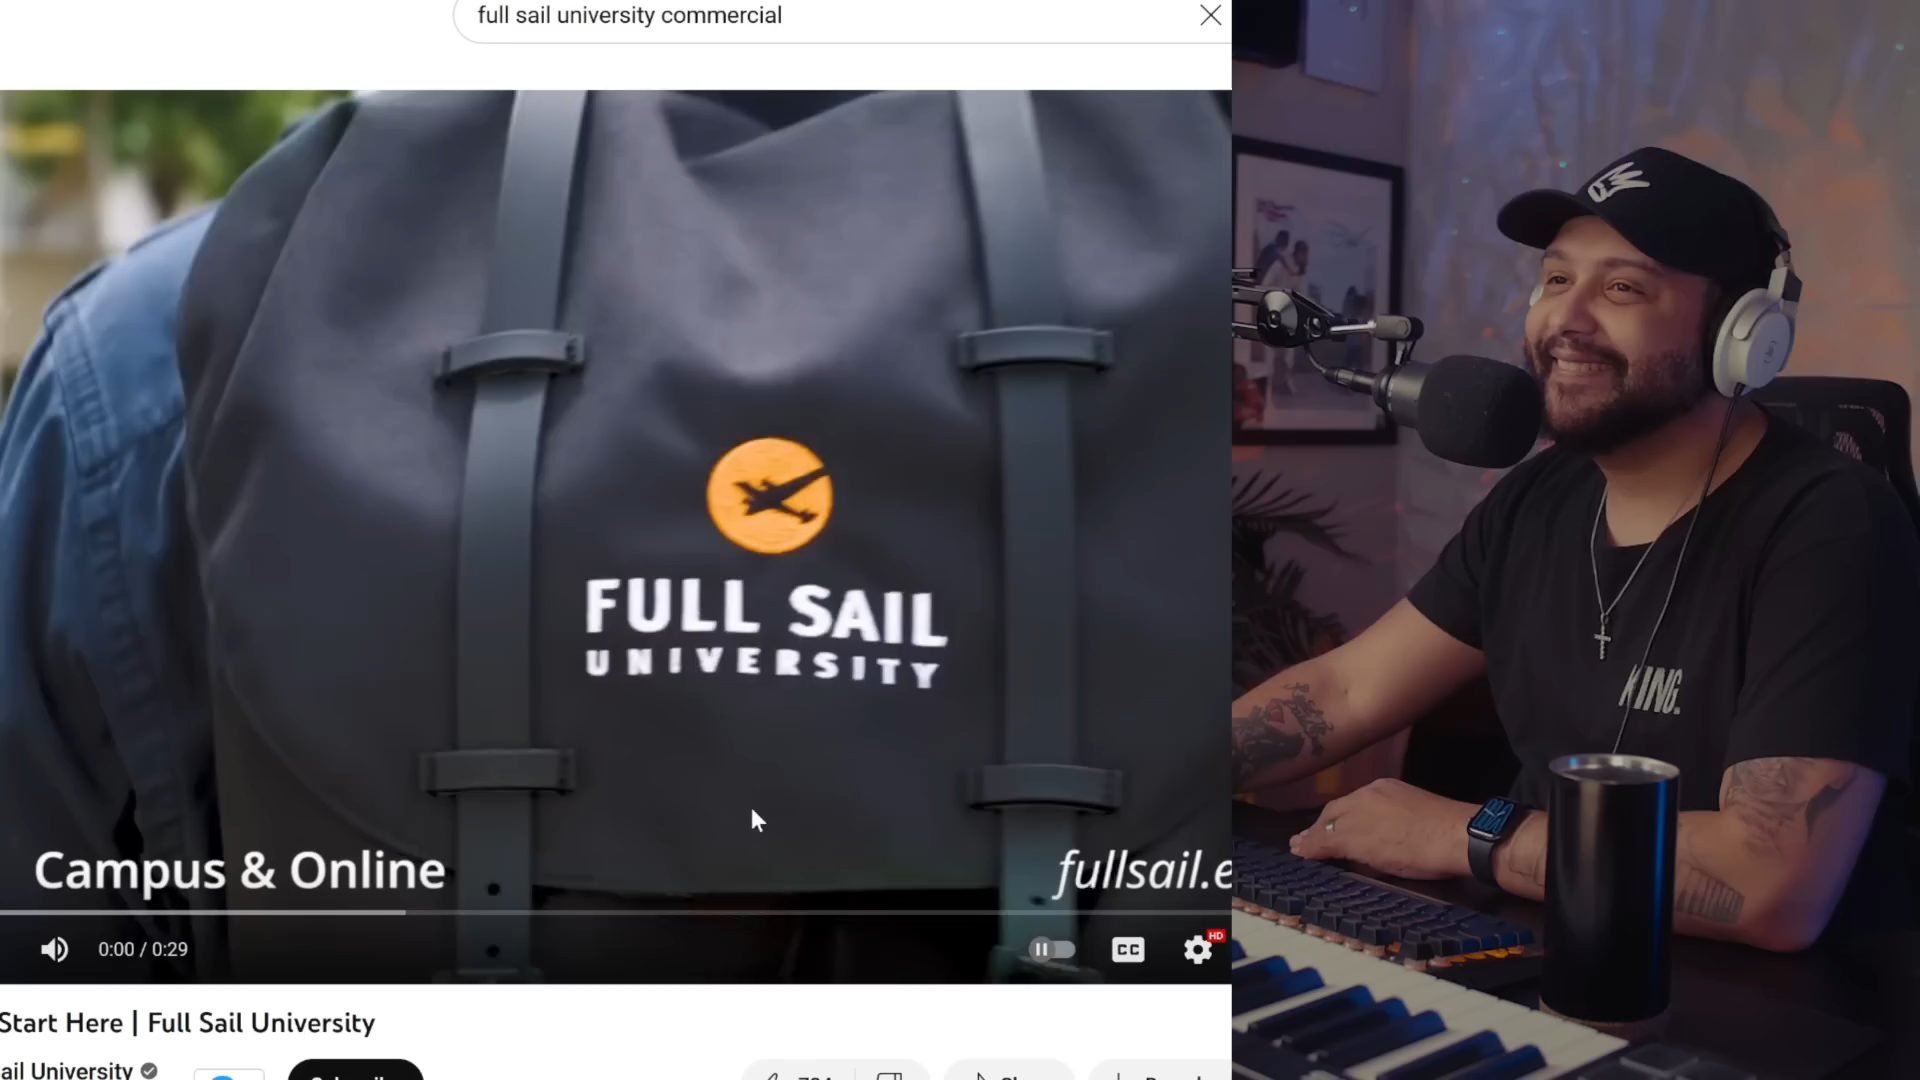 full sail university commercial
FULL SAIL
UNIVERSITY
Campus & Online
fullsail.e
0:00 / 0:29
CC
HD
Start Here | Full Sail University
ail University
KING.